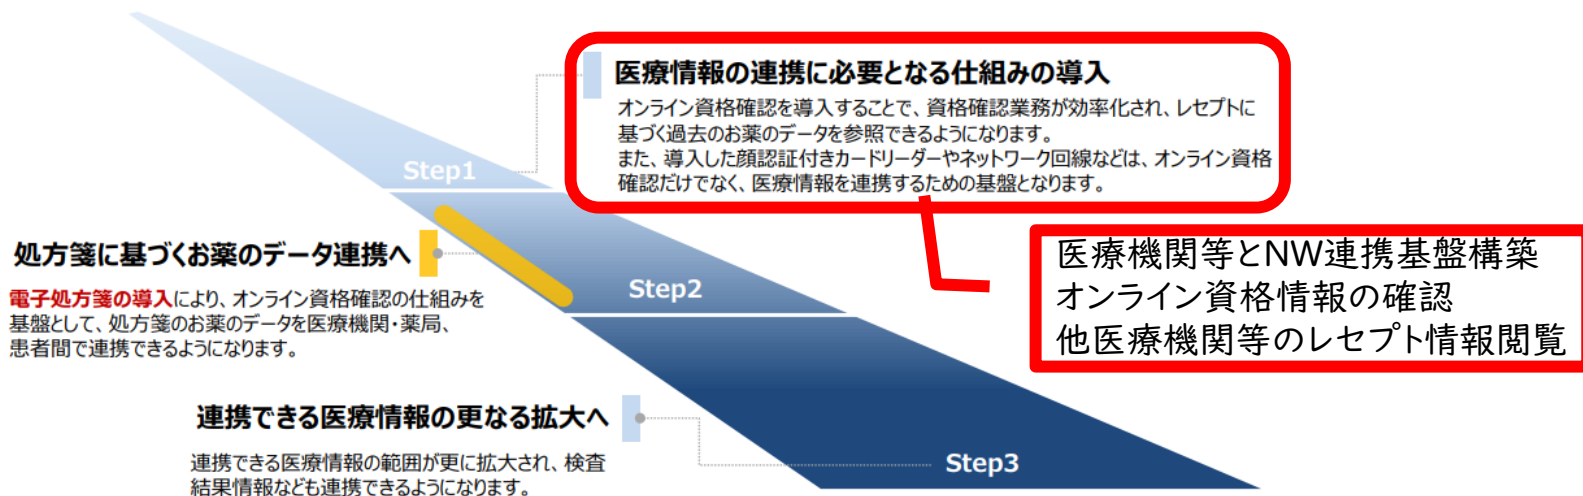 医療情報の連携に必要となる仕組みの導入
オンライン資格確認を導入することで、資格確認業務が効率化され、レセプトに
基づく過去のお薬のデータを参照できるようになります。
また、導入した顔認証付きカードリーダーやネットワーク回線などは、オンライン資格
確認だけでなく、医療情報を連携するための基盤となります。
Step1
医療機関等とNW連携基盤構築
オンライン資格情報の確認
他医療機関等のレセプト情報閲覧
処方箋に基づくお薬のデータ連携へ
電子処方箋の導入により、オンライン資格確認の仕組みを
基盤として、処方箋のお薬のデータを医療機関・薬局、
患者間で連携できるようになります。
Step2
連携できる医療情報の更なる拡大へ
連携できる医療情報の範囲が更に拡大され、検査
結果情報なども連携できるようになります。
Step3